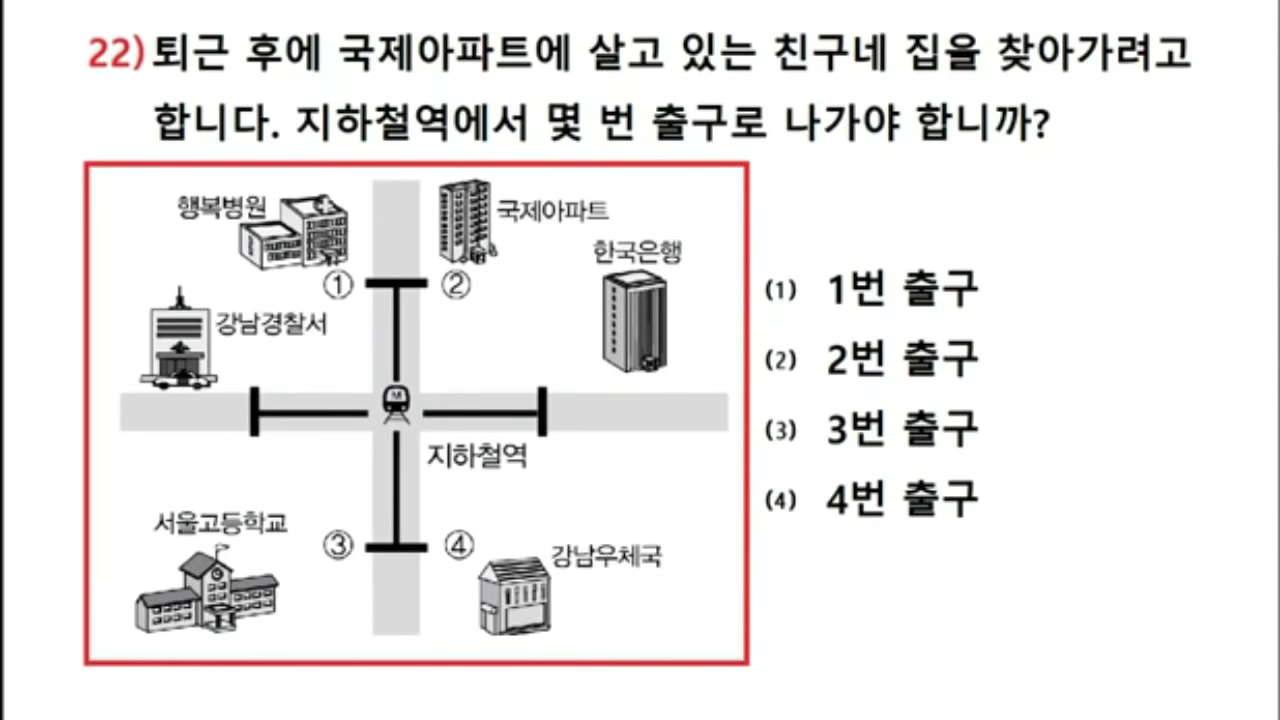 22) 퇴근 후에 국제아파트에 살고 있는 친구네 집을 찾아가려고
합니다. 지하철역에서 몇 번 출구로 나가야 합니까?
행복병원
국제아파트
한국은행
① ②
강남경찰서
M
지하철역
서울고등학교
③ ④
강남우체국
(1) 1번 출구
(2) 2번 출구
(3) 3번 출구
(4) 4번 출구